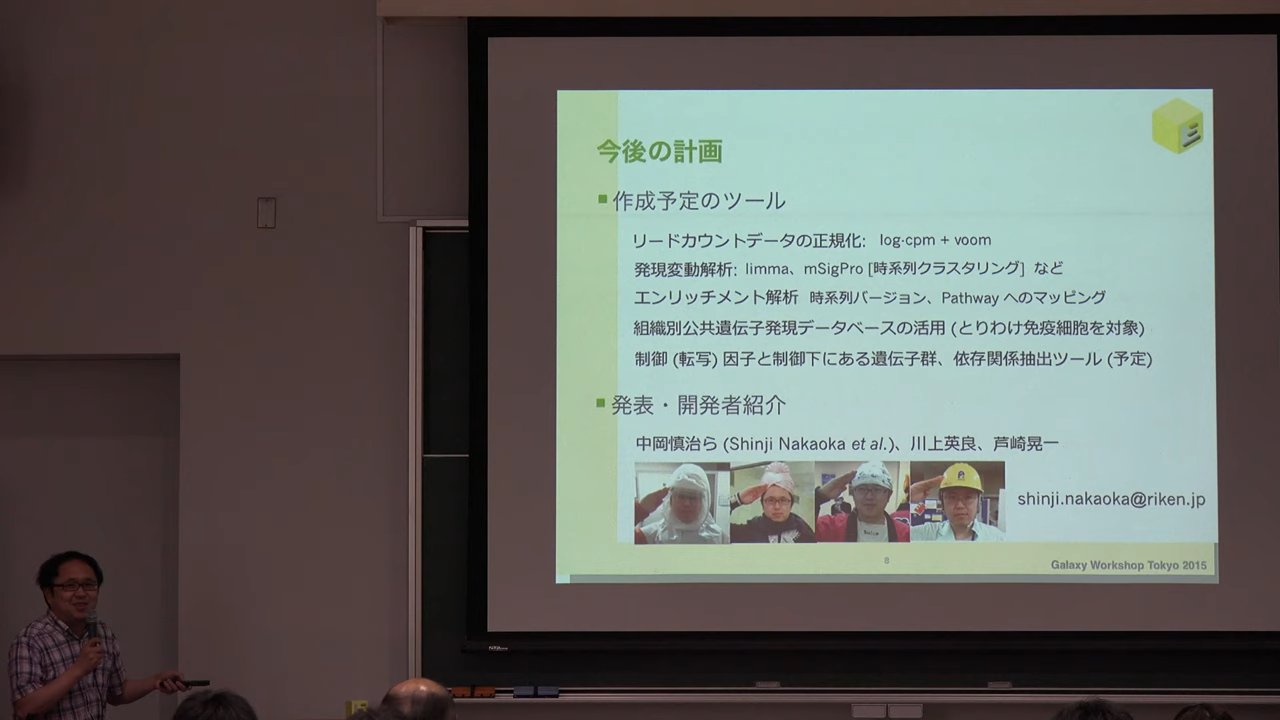 今後の計画
作成予定のツール
リードカウントデータの正規化: log-cpm + voom
発現変動解析: limma、mSigPro [時系列クラスタリング] など
エンリッチメント解析 時系列バージョン、Pathway へのマッピング
組織別公共遺伝子発現データベースの活用 (とりわけ免疫細胞を対象)
制御 (転写) 因子と制御下にある遺伝子群、依存関係抽出ツール (予定)
発表・開発者紹介
中岡慎治ら (Shinji Nakaoka et al.)、川上英良、芦崎晃一
shinji.nakaoka@riken.jp
8
Galaxy Workshop Tokyo 2015